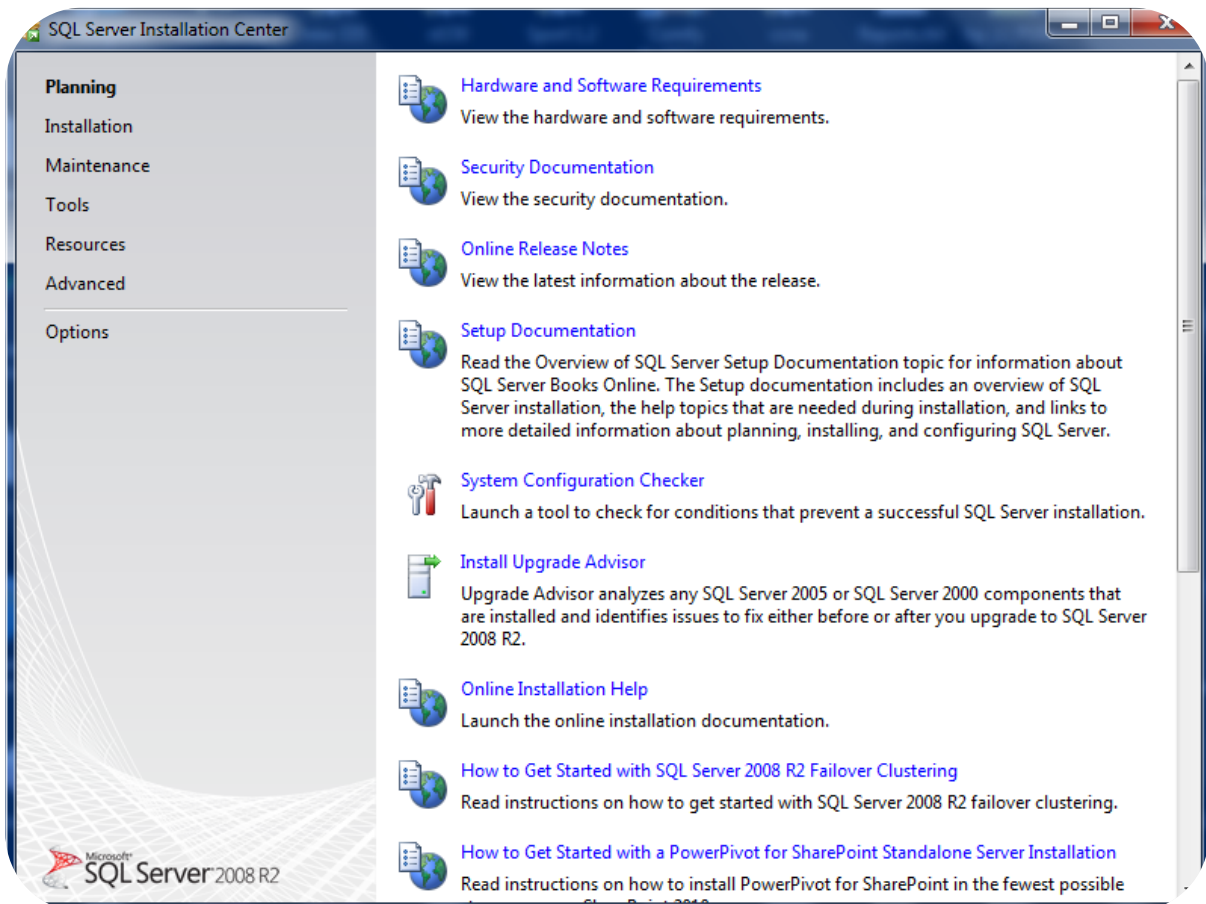 SQL Server Installation Center
Planning
Installation
Maintenance
Tools
Resources
Advanced
Options
Microsoft®
SQL Server® 2008 R2
Hardware and Software Requirements
View the hardware and software requirements.
Security Documentation
View the security documentation.
Online Release Notes
View the latest information about the release.
Setup Documentation
Read the Overview of SQL Server Setup Documentation topic for information about
SQL Server Books Online. The Setup documentation includes an overview of SQL
Server installation, the help topics that are needed during installation, and links to
more detailed information about planning, installing, and configuring SQL Server.
System Configuration Checker
Launch a tool to check for conditions that prevent a successful SQL Server installation.
Install Upgrade Advisor
Upgrade Advisor analyzes any SQL Server 2005 or SQL Server 2000 components that
are installed and identifies issues to fix either before or after you upgrade to SQL Server
2008 R2.
Online Installation Help
Launch the online installation documentation.
How to Get Started with SQL Server 2008 R2 Failover Clustering
Read instructions on how to get started with SQL Server 2008 R2 failover clustering.
How to Get Started with a PowerPivot for SharePoint Standalone Server Installation
Read instructions on how to install PowerPivot for SharePoint in the fewest possible
SharePoint 2010